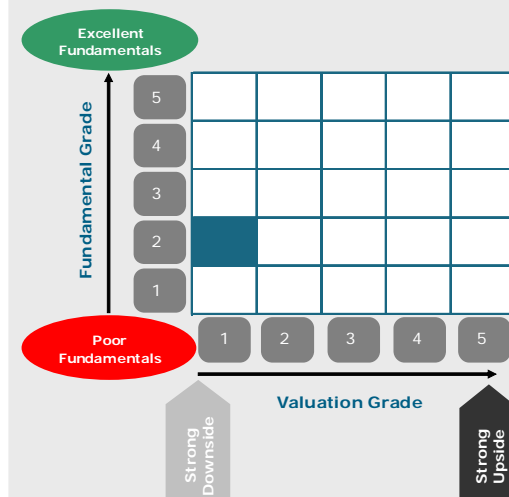 Excellent
Fundamentals
Fundamental Grade
5
4
3
2
1
Poor
Fundamentals
1
2
3
4
5
Valuation Grade
Strong
Downside
Strong
Upside